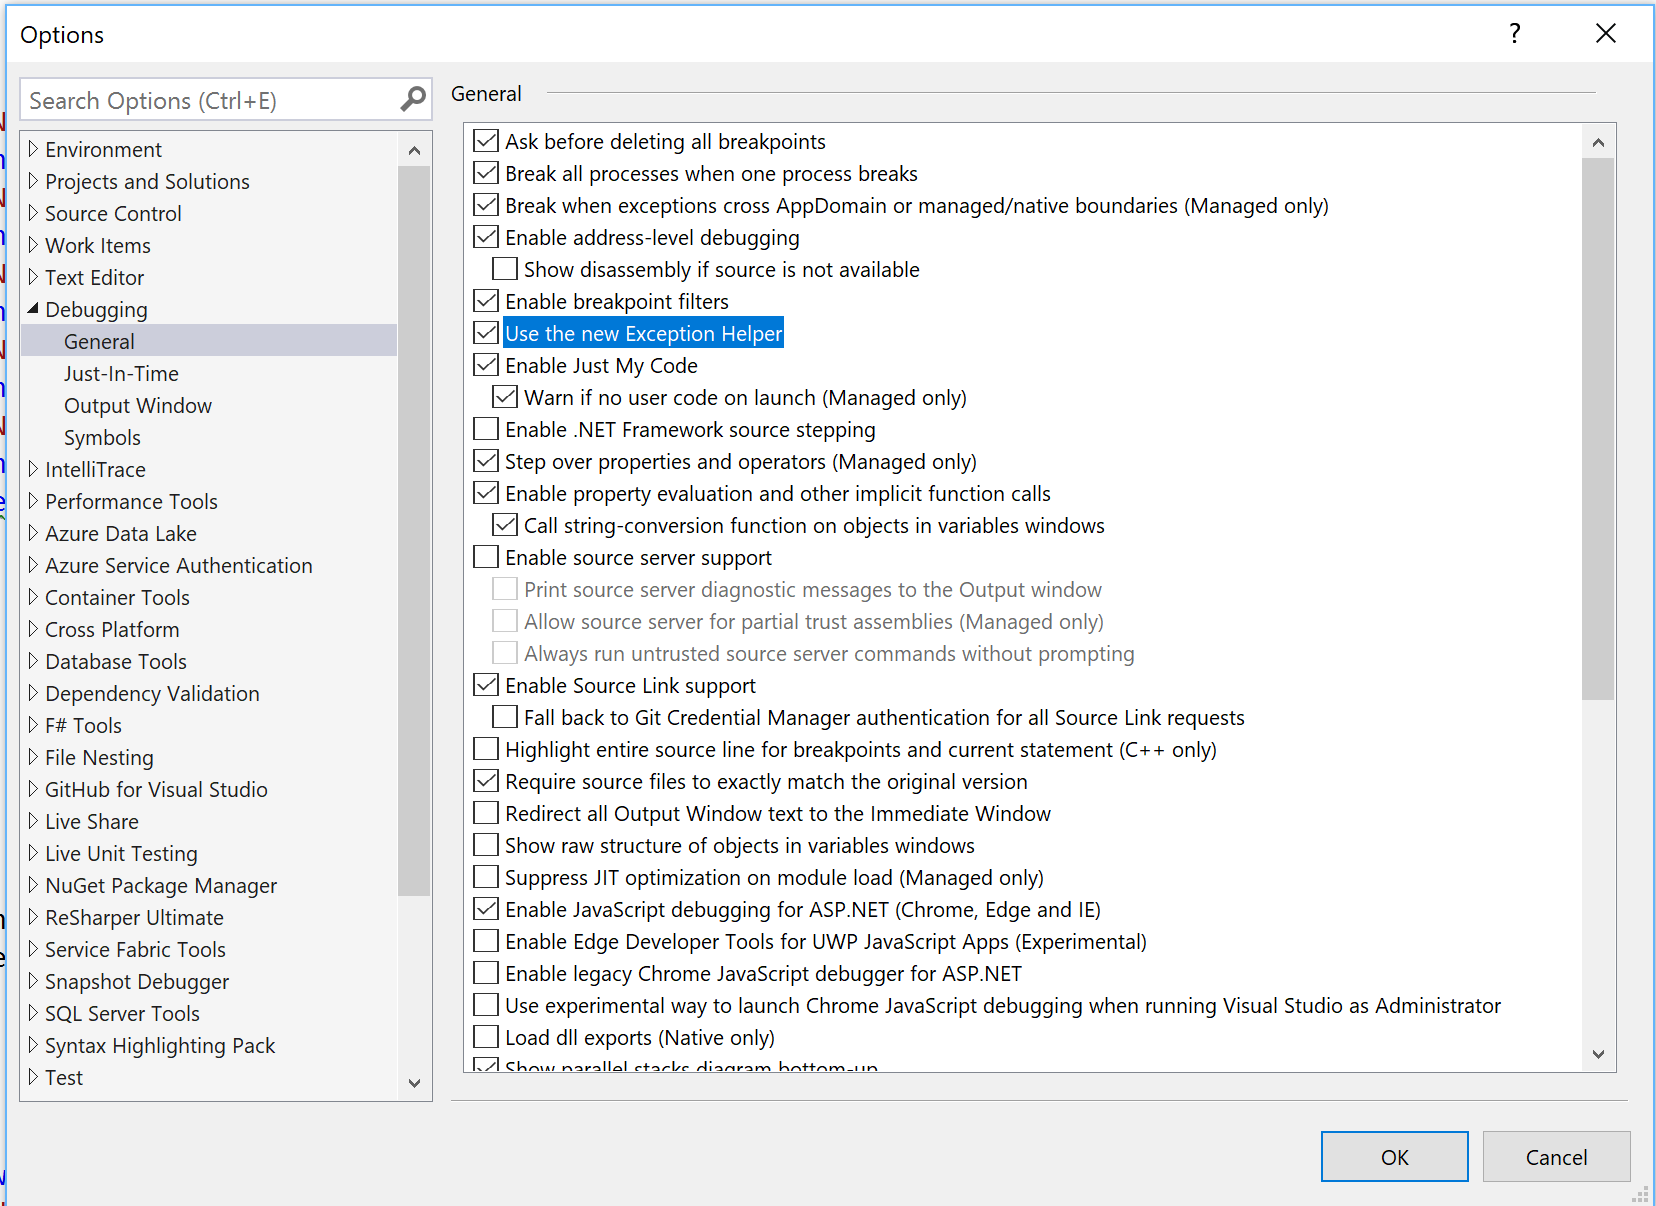 Options
?
Search Options (Ctrl+E)
Environment
Projects and Solutions
Source Control
Work Items
Text Editor
Debugging
General
Just-In-Time
Output Window
Symbols
IntelliTrace
Performance Tools
Azure Data Lake
Azure Service Authentication
Container Tools
Cross Platform
Database Tools
Dependency Validation
F# Tools
File Nesting
GitHub for Visual Studio
Live Share
Live Unit Testing
NuGet Package Manager
ReSharper Ultimate
Service Fabric Tools
Snapshot Debugger
SQL Server Tools
Syntax Highlighting Pack
Test
General
Ask before deleting all breakpoints
Break all processes when one process breaks
Break when exceptions cross AppDomain or managed/native boundaries (Managed only)
Enable address-level debugging
Show disassembly if source is not available
Enable breakpoint filters
Use the new Exception Helper
Enable Just My Code
Warn if no user code on launch (Managed only)
Enable .NET Framework source stepping
Step over properties and operators (Managed only)
Enable property evaluation and other implicit function calls
Call string-conversion function on objects in variables windows
Enable source server support
Print source server diagnostic messages to the Output window
Allow source server for partial trust assemblies (Managed only)
Always run untrusted source server commands without prompting
Enable Source Link support
Fall back to Git Credential Manager authentication for all Source Link requests
Highlight entire source line for breakpoints and current statement (C++ only)
Require source files to exactly match the original version
Redirect all Output Window text to the Immediate Window
Show raw structure of objects in variables windows
Suppress JIT optimization on module load (Managed only)
Enable JavaScript debugging for ASP.NET (Chrome, Edge and IE)
Enable Edge Developer Tools for UWP JavaScript Apps (Experimental)
Enable legacy Chrome JavaScript debugger for ASP.NET
Use experimental way to launch Chrome JavaScript debugging when running Visual Studio as Administrator
Load dll exports (Native only)
Show parallel stacks diagram bottom-up
OK
Cancel